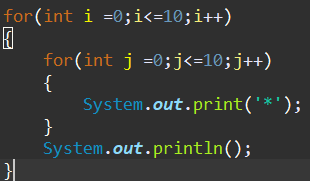 for(int i =0;i<=10;i++)
{
    for(int j =0;j<=10;j++)
    {
        System.out.print('*');
    }
    System.out.println();
}